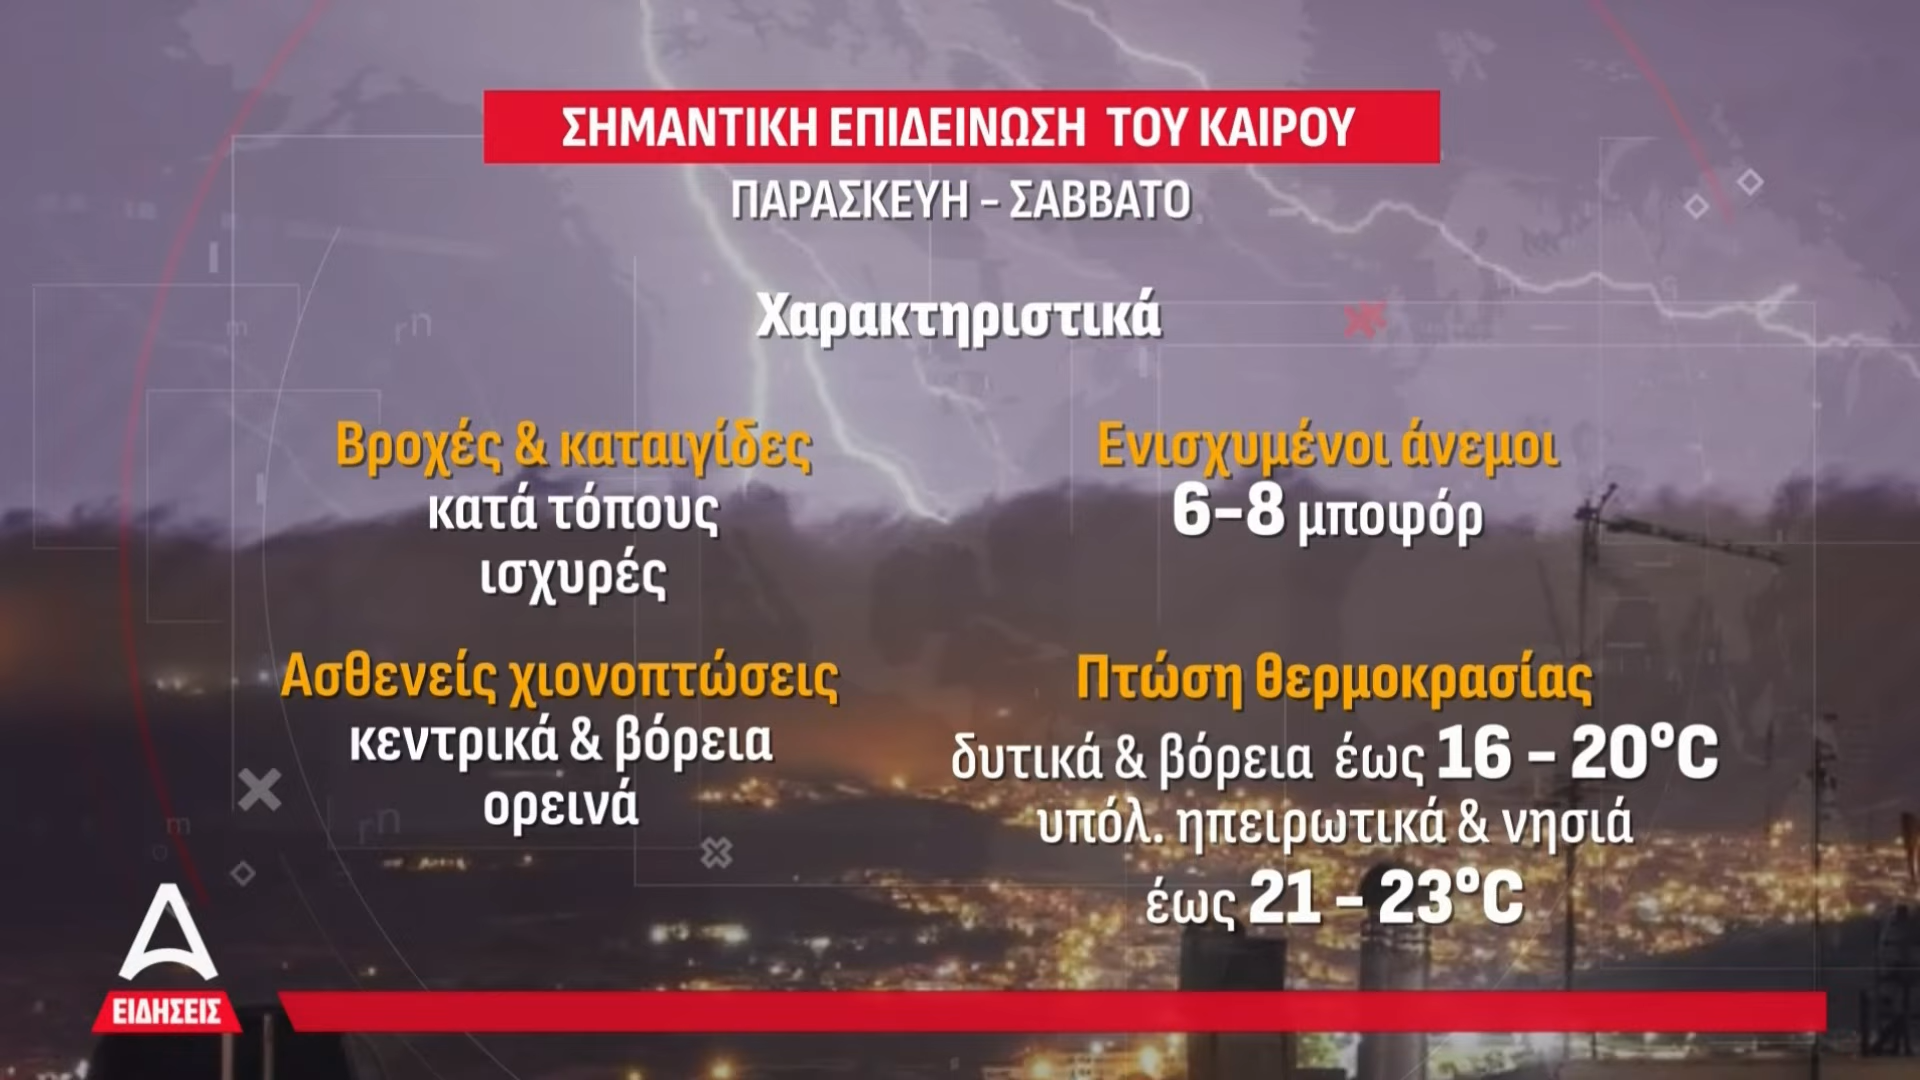 ΣΗΜΑΝΤΙΚΗ ΕΠΙΔΕΙΝΩΣΗ ΤΟΥ ΚΑΙΡΟΥ
ΠΑΡΑΣΚΕΥΗ - ΣΑΒΒΑΤΟ
Χαρακτηριστικά
Βροχές & καταιγίδες
κατά τόπους
ισχυρές
Ενισχυμένοι άνεμοι
6-8 μποφόρ
Ασθενείς χιονοπτώσεις
κεντρικά & βόρεια
ορεινά
Πτώση θερμοκρασίας
δυτικά & βόρεια έως 16 - 20°C
υπόλ. ηπειρωτικά & νησιά
έως 21 - 23°C
ΕΙΔΗΣΕΙΣ